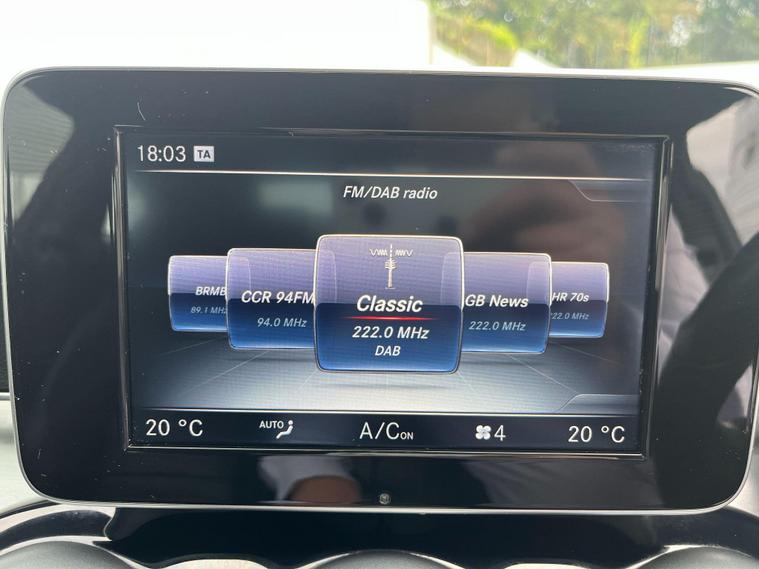 18:03 TA
FM/DAB radio
BRMB
89.1 MHz
CCR 94FM
94.0 MHz
Classic
222.0 MHz
DAB
GB News
222.0 MHz
HR 70s
222.0 MHz
20 °C AUTO A/C ON 4 20 °C